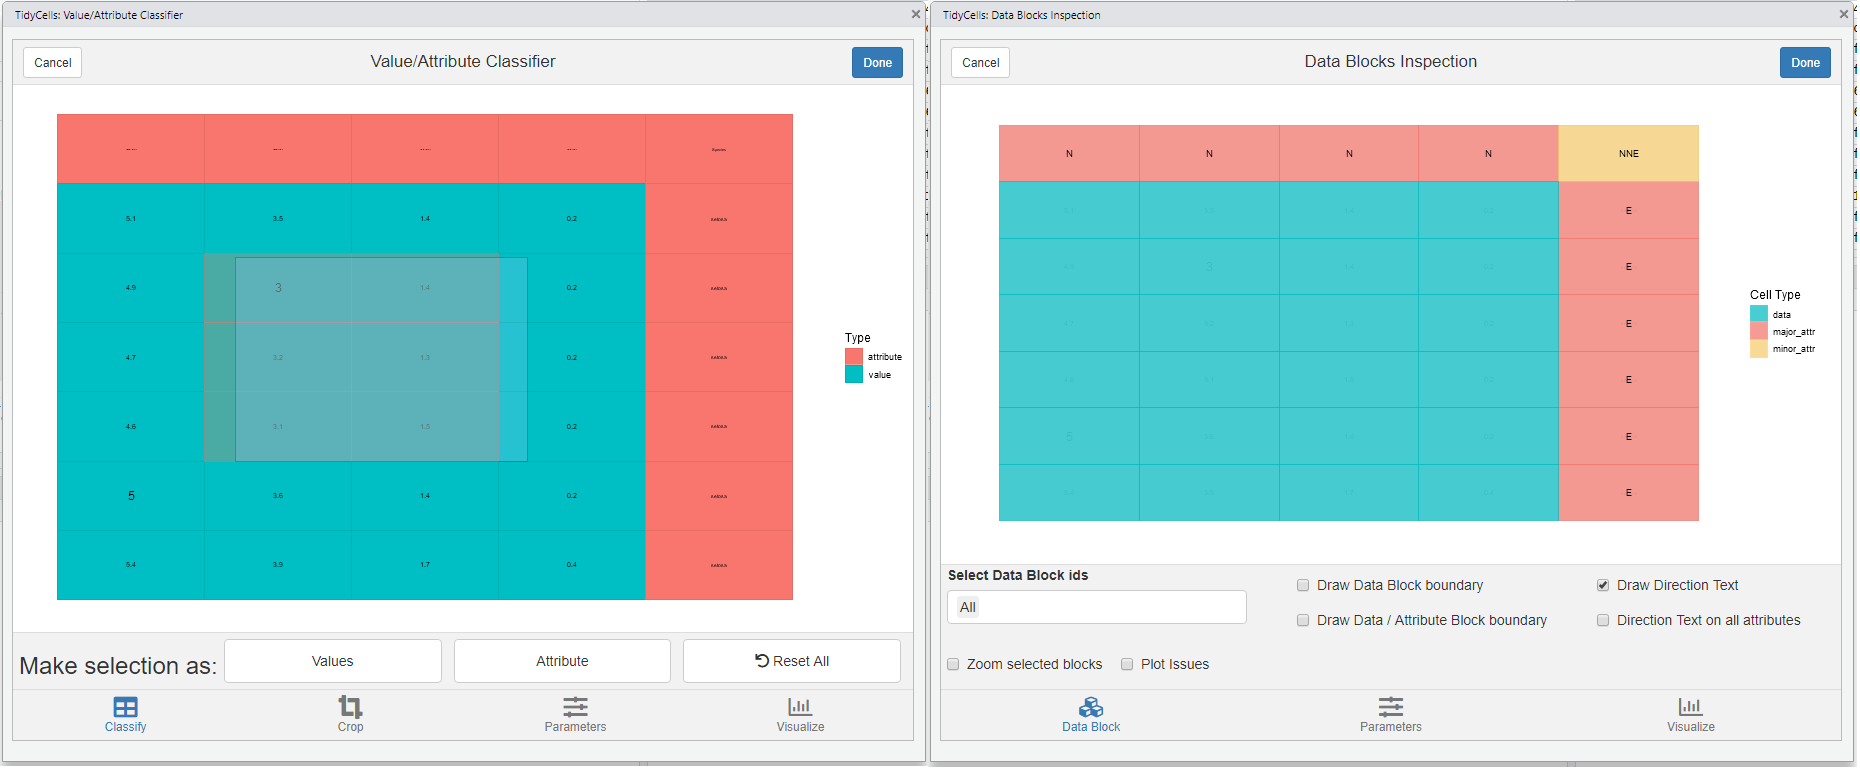 TidyCells: Value/Attribute Classifier
Cancel
Value/Attribute Classifier
Done
Species
5.1 3.5 1.4 0.2 setosa
4.9 3 1.4 0.2 setosa
4.7 3.2 1.3 0.2 setosa
4.6 3.1 1.5 0.2 setosa
5 3.6 1.4 0.2 setosa
5.4 3.9 1.7 0.4 setosa
Type
attribute
value
Make selection as:
Values
Attribute
Reset All
Classify
Crop
Parameters
Visualize
TidyCells: Data Blocks Inspection
Cancel
Data Blocks Inspection
Done
N N N N NNE
E
3 E
E
E
5 E
E
Cell Type
data
major_attr
minor_attr
Select Data Block ids
All
Draw Data Block boundary
Draw Direction Text
Draw Data / Attribute Block boundary
Direction Text on all attributes
Zoom selected blocks
Plot Issues
Data Block
Parameters
Visualize